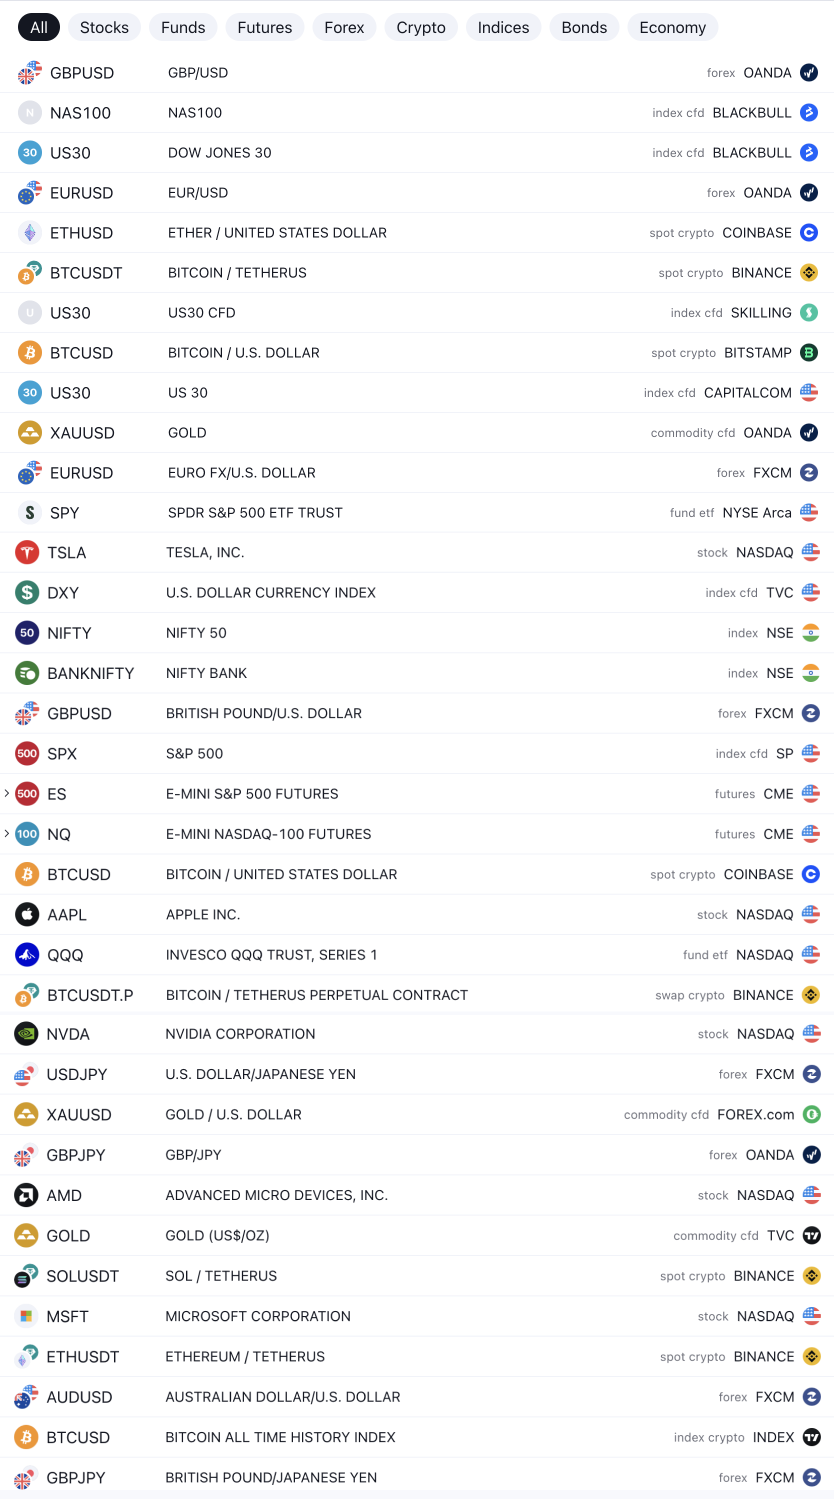 All Stocks Funds Futures Forex Crypto Indices Bonds Economy
GBPUSD GBP/USD forex OANDA
N NAS100 NAS100 index cfd BLACKBULL
30 US30 DOW JONES 30 index cfd BLACKBULL
EURUSD EUR/USD forex OANDA
ETHUSD ETHER / UNITED STATES DOLLAR spot crypto COINBASE
BTCUSDT BITCOIN / TETHERUS spot crypto BINANCE
U US30 US30 CFD index cfd SKILLING
BTCUSD BITCOIN / U.S. DOLLAR spot crypto BITSTAMP
30 US30 US 30 index cfd CAPITALCOM
XAUUSD GOLD commodity cfd OANDA
EURUSD EURO FX/U.S. DOLLAR forex FXCM
S SPY SPDR S&P 500 ETF TRUST fund etf NYSE Arca
TSLA TESLA, INC. stock NASDAQ
$ DXY U.S. DOLLAR CURRENCY INDEX index cfd TVC
50 NIFTY NIFTY 50 index NSE
BANKNIFTY NIFTY BANK index NSE
GBPUSD BRITISH POUND/U.S. DOLLAR forex FXCM
500 SPX S&P 500 index cfd SP
500 ES E-MINI S&P 500 FUTURES futures CME
100 NQ E-MINI NASDAQ-100 FUTURES futures CME
BTCUSD BITCOIN / UNITED STATES DOLLAR spot crypto COINBASE
AAPL APPLE INC. stock NASDAQ
QQQ INVESCO QQQ TRUST, SERIES 1 fund etf NASDAQ
BTCUSDT.P BITCOIN / TETHERUS PERPETUAL CONTRACT swap crypto BINANCE
NVDA NVIDIA CORPORATION stock NASDAQ
USDJPY U.S. DOLLAR/JAPANESE YEN forex FXCM
XAUUSD GOLD / U.S. DOLLAR commodity cfd FOREX.com
GBPJPY GBP/JPY forex OANDA
AMD ADVANCED MICRO DEVICES, INC. stock NASDAQ
GOLD GOLD (US$/OZ) commodity cfd TVC
SOLUSDT SOL / TETHERUS spot crypto BINANCE
MSFT MICROSOFT CORPORATION stock NASDAQ
ETHUSDT ETHEREUM / TETHERUS spot crypto BINANCE
AUDUSD AUSTRALIAN DOLLAR/U.S. DOLLAR forex FXCM
BTCUSD BITCOIN ALL TIME HISTORY INDEX index crypto INDEX
GBPJPY BRITISH POUND/JAPANESE YEN forex FXCM